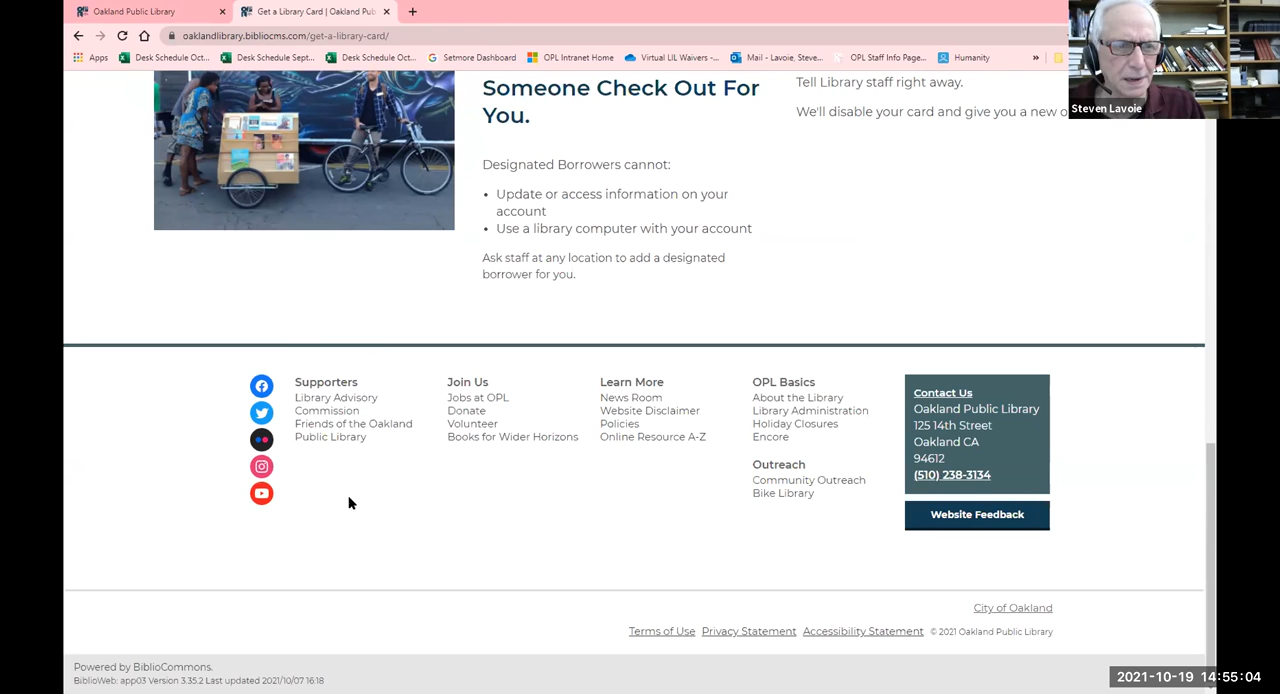 Oakland Public Library
Get a Library Card | Oakland Pub
oaklandlibrary.bibliocms.com/get-a-library-card/
Apps
Desk Schedule Oct...
Desk Schedule Sept...
Desk Schedule Oct...
Setmore Dashboard
OPL Intranet Home
Virtual LIL Waivers -...
Mail - Lavoie, Steve...
OPL Staff Info Page...
Humanity
»
Steven Lavoie
Someone Check Out For
You.
Designated Borrowers cannot:
• Update or access information on your
account
• Use a library computer with your account
Ask staff at any location to add a designated
borrower for you.
Tell Library staff right away.
We'll disable your card and give you a new o
Supporters
Library Advisory
Commission
Friends of the Oakland
Public Library
Join Us
Jobs at OPL
Donate
Volunteer
Books for Wider Horizons
Learn More
News Room
Website Disclaimer
Policies
Online Resource A-Z
OPL Basics
About the Library
Library Administration
Holiday Closures
Encore
Outreach
Community Outreach
Bike Library
Contact Us
Oakland Public Library
125 14th Street
Oakland CA
94612
(510) 238-3134
Website Feedback
City of Oakland
Terms of Use Privacy Statement Accessibility Statement © 2021 Oakland Public Library
Powered by BiblioCommons.
BiblioWeb: app03 Version 3.35.2 Last updated 2021/10/07 16:18
2021-10-19 14:55:04